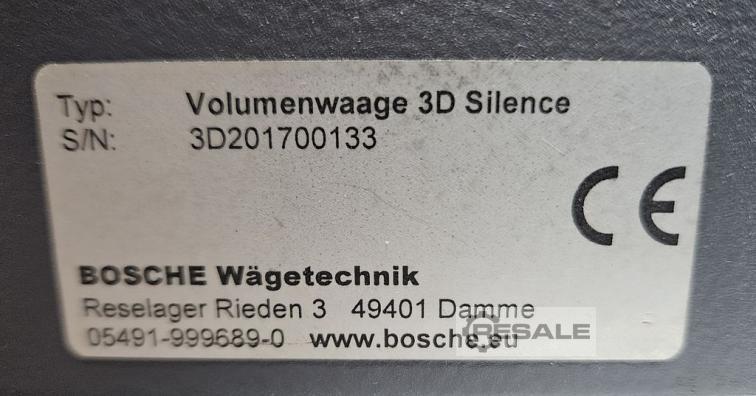 Typ: Volumenwaage 3D Silence
S/N: 3D201700133
CE
BOSCHE Wägetechnik
Reselager Rieden 3 49401 Damme
05491-999689-0 www.bosche.eu
RESALE